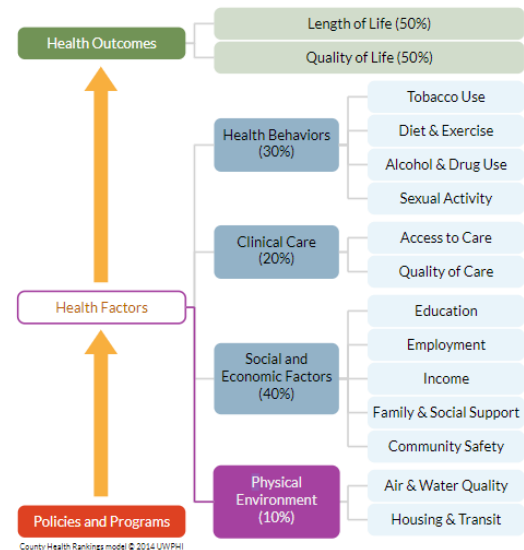 Health Outcomes
Length of Life (50%)
Quality of Life (50%)
Health Factors
Health Behaviors
(30%)
Tobacco Use
Diet & Exercise
Alcohol & Drug Use
Sexual Activity
Clinical Care
(20%)
Access to Care
Quality of Care
Social and
Economic Factors
(40%)
Education
Employment
Income
Family & Social Support
Community Safety
Physical
Environment
(10%)
Air & Water Quality
Housing & Transit
Policies and Programs
County Health Rankings model © 2014 UWPHI